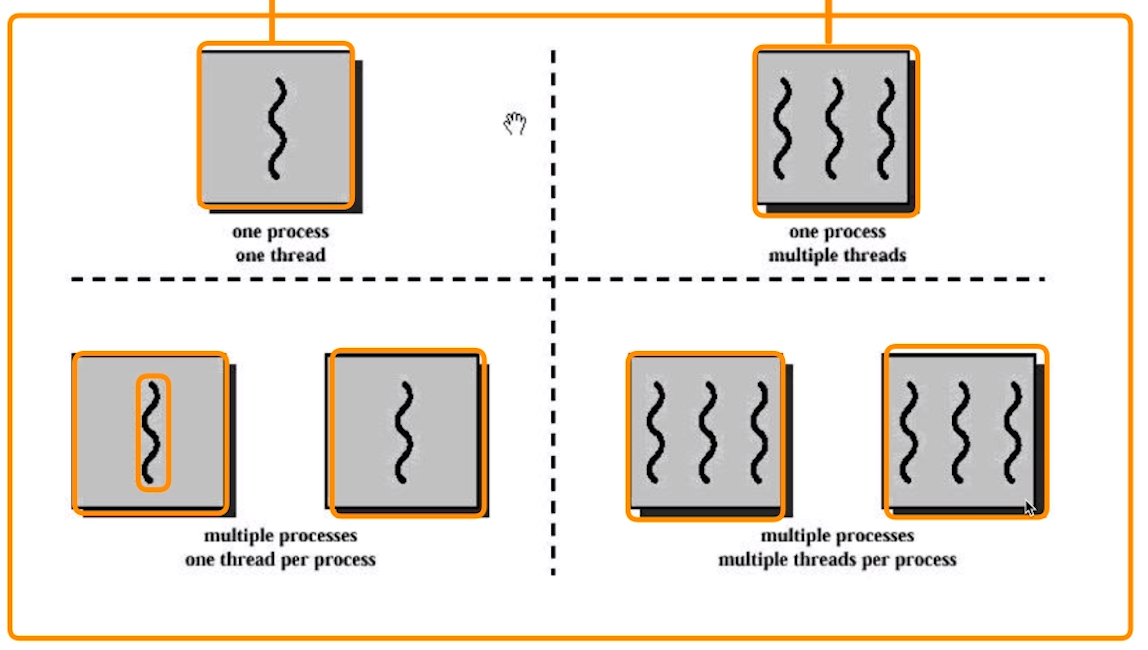 one process
one thread
one process
multiple threads
multiple processes
one thread per process
multiple processes
multiple threads per process